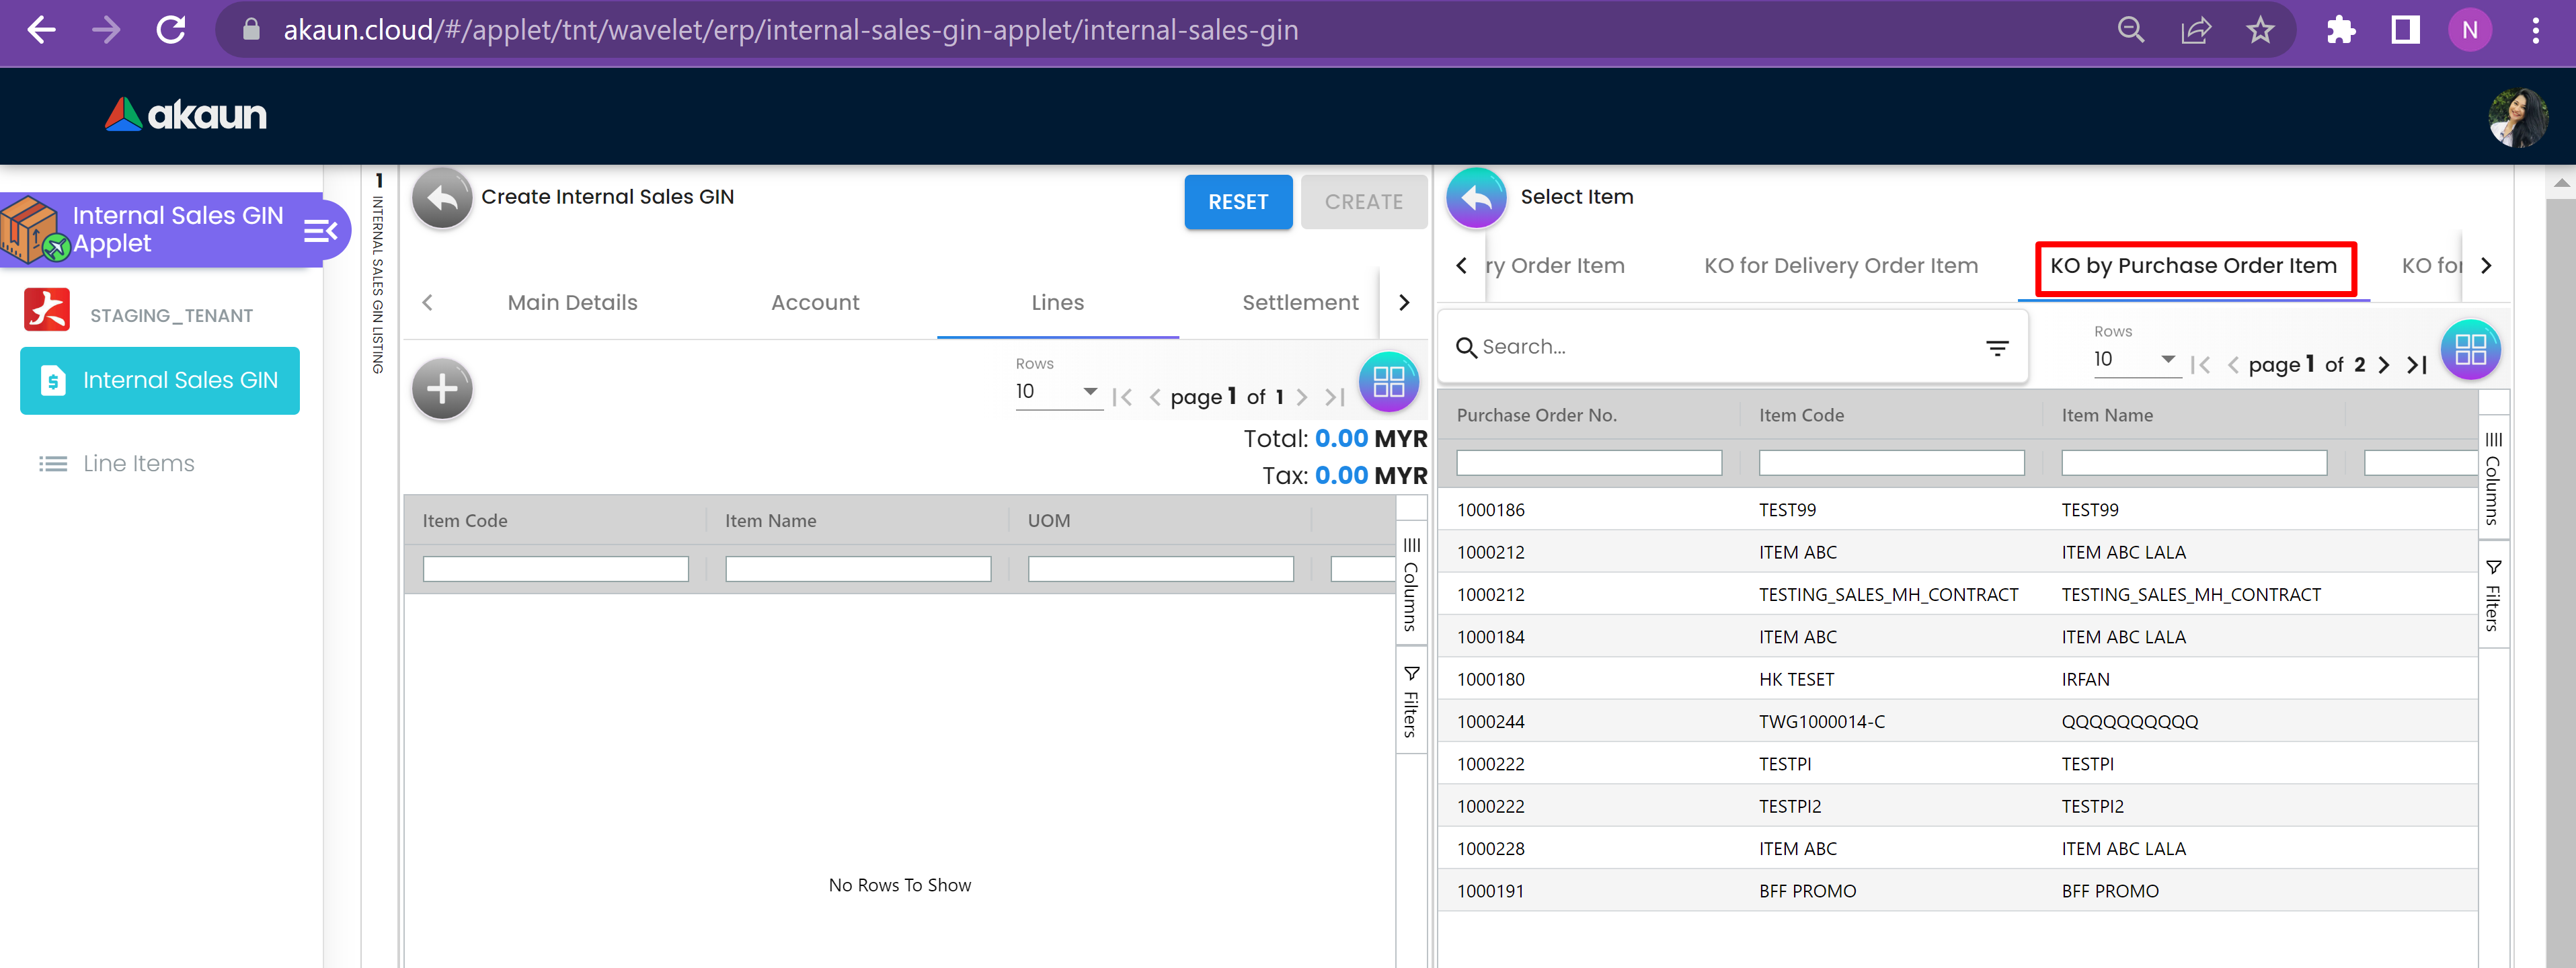 akaun.cloud/#/applet/tnt/wavelet/erp/internal-sales-gin-applet/internal-sales-gin
N
akaun
Internal Sales GIN
Applet
STAGING_TENANT
Internal Sales GIN
Line Items
1 INTERNAL SALES GIN LISTING
Create Internal Sales GIN
RESET
CREATE
Main Details
Account
Lines
Settlement
Rows
10
page 1 of 1
Total: 0.00 MYR
Tax: 0.00 MYR
Item Code
Item Name
UOM
Columns
Filters
No Rows To Show
Select Item
ry Order Item
KO for Delivery Order Item
KO by Purchase Order Item
KO for
Search...
Rows
10
page 1 of 2
Purchase Order No. Item Code Item Name
1000186 TEST99 TEST99
1000212 ITEM ABC ITEM ABC LALA
1000212 TESTING_SALES_MH_CONTRACT TESTING_SALES_MH_CONTRACT
1000184 ITEM ABC ITEM ABC LALA
1000180 HK TESET IRFAN
1000244 TWG1000014-C QQQQQQQQQQ
1000222 TESTPI TESTPI
1000222 TESTPI2 TESTPI2
1000228 ITEM ABC ITEM ABC LALA
1000191 BFF PROMO BFF PROMO
Columns
Filters